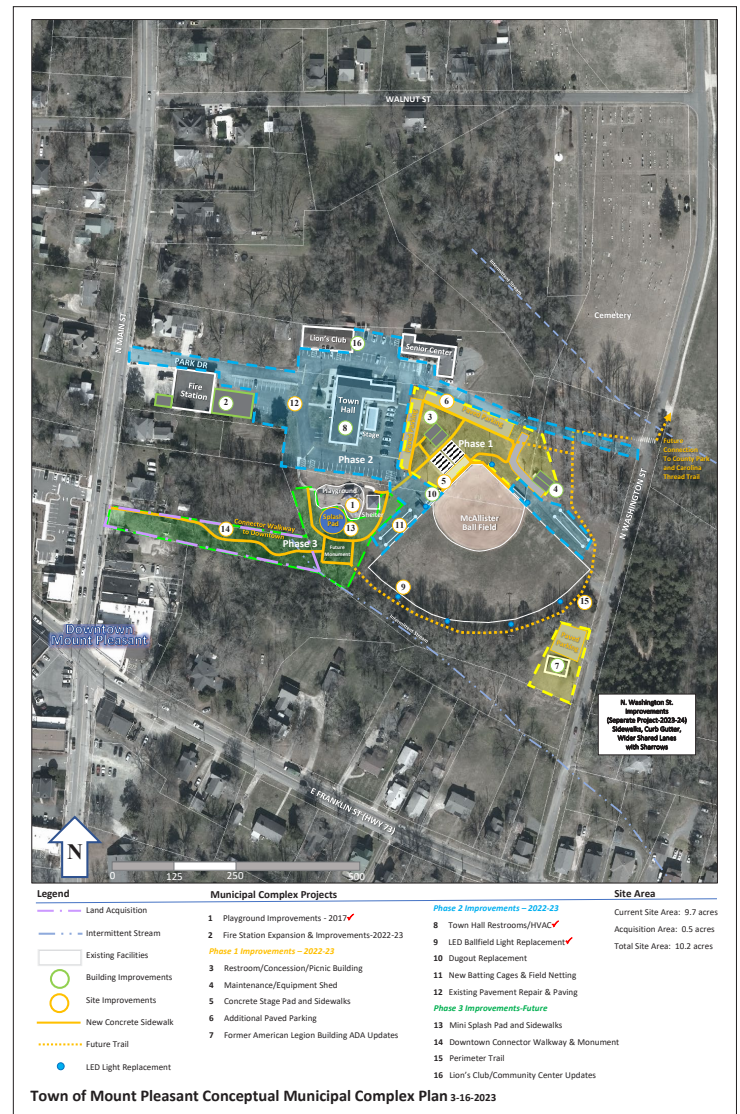 WALNUT ST
N MAIN ST
Intermittent Stream
Cemetery
Lion's Club
16
Senior Center
PARK DR
Fire
Station
2
12
Town
Hall
8
Stage
Phase 2
6
3
Phase 1
5
10
4
Future
Connection
To County Park
and Carolina
Thread Trail
N WASHINGTON ST
Playground
1
Shelter
Splash
Pad
13
11
McAllister
Ball Field
14
Connector Walkway
to Downtown
Phase 3
Future
Monument
9
15
Intermittent Stream
Downtown
Mount Pleasant
Paved
Parking
7
N. Washington St.
Improvements
(Separate Project-2023-24)
Sidewalks, Curb Gutter,
Wider Shared Lanes
with Sharrows
E FRANKLIN ST (HWY 73)
N
0 125 250 500
Legend
Land Acquisition
Intermittent Stream
Existing Facilities
Building Improvements
Site Improvements
New Concrete Sidewalk
Future Trail
LED Light Replacement
Municipal Complex Projects
1 Playground Improvements - 2017✓
2 Fire Station Expansion & Improvements-2022-23
Phase 1 Improvements – 2022-23
3 Restroom/Concession/Picnic Building
4 Maintenance/Equipment Shed
5 Concrete Stage Pad and Sidewalks
6 Additional Paved Parking
7 Former American Legion Building ADA Updates
Phase 2 Improvements – 2022-23
8 Town Hall Restrooms/HVAC✓
9 LED Ballfield Light Replacement✓
10 Dugout Replacement
11 New Batting Cages & Field Netting
12 Existing Pavement Repair & Paving
Phase 3 Improvements-Future
13 Mini Splash Pad and Sidewalks
14 Downtown Connector Walkway & Monument
15 Perimeter Trail
16 Lion's Club/Community Center Updates
Site Area
Current Site Area: 9.7 acres
Acquisition Area: 0.5 acres
Total Site Area: 10.2 acres
Town of Mount Pleasant Conceptual Municipal Complex Plan 3-16-2023